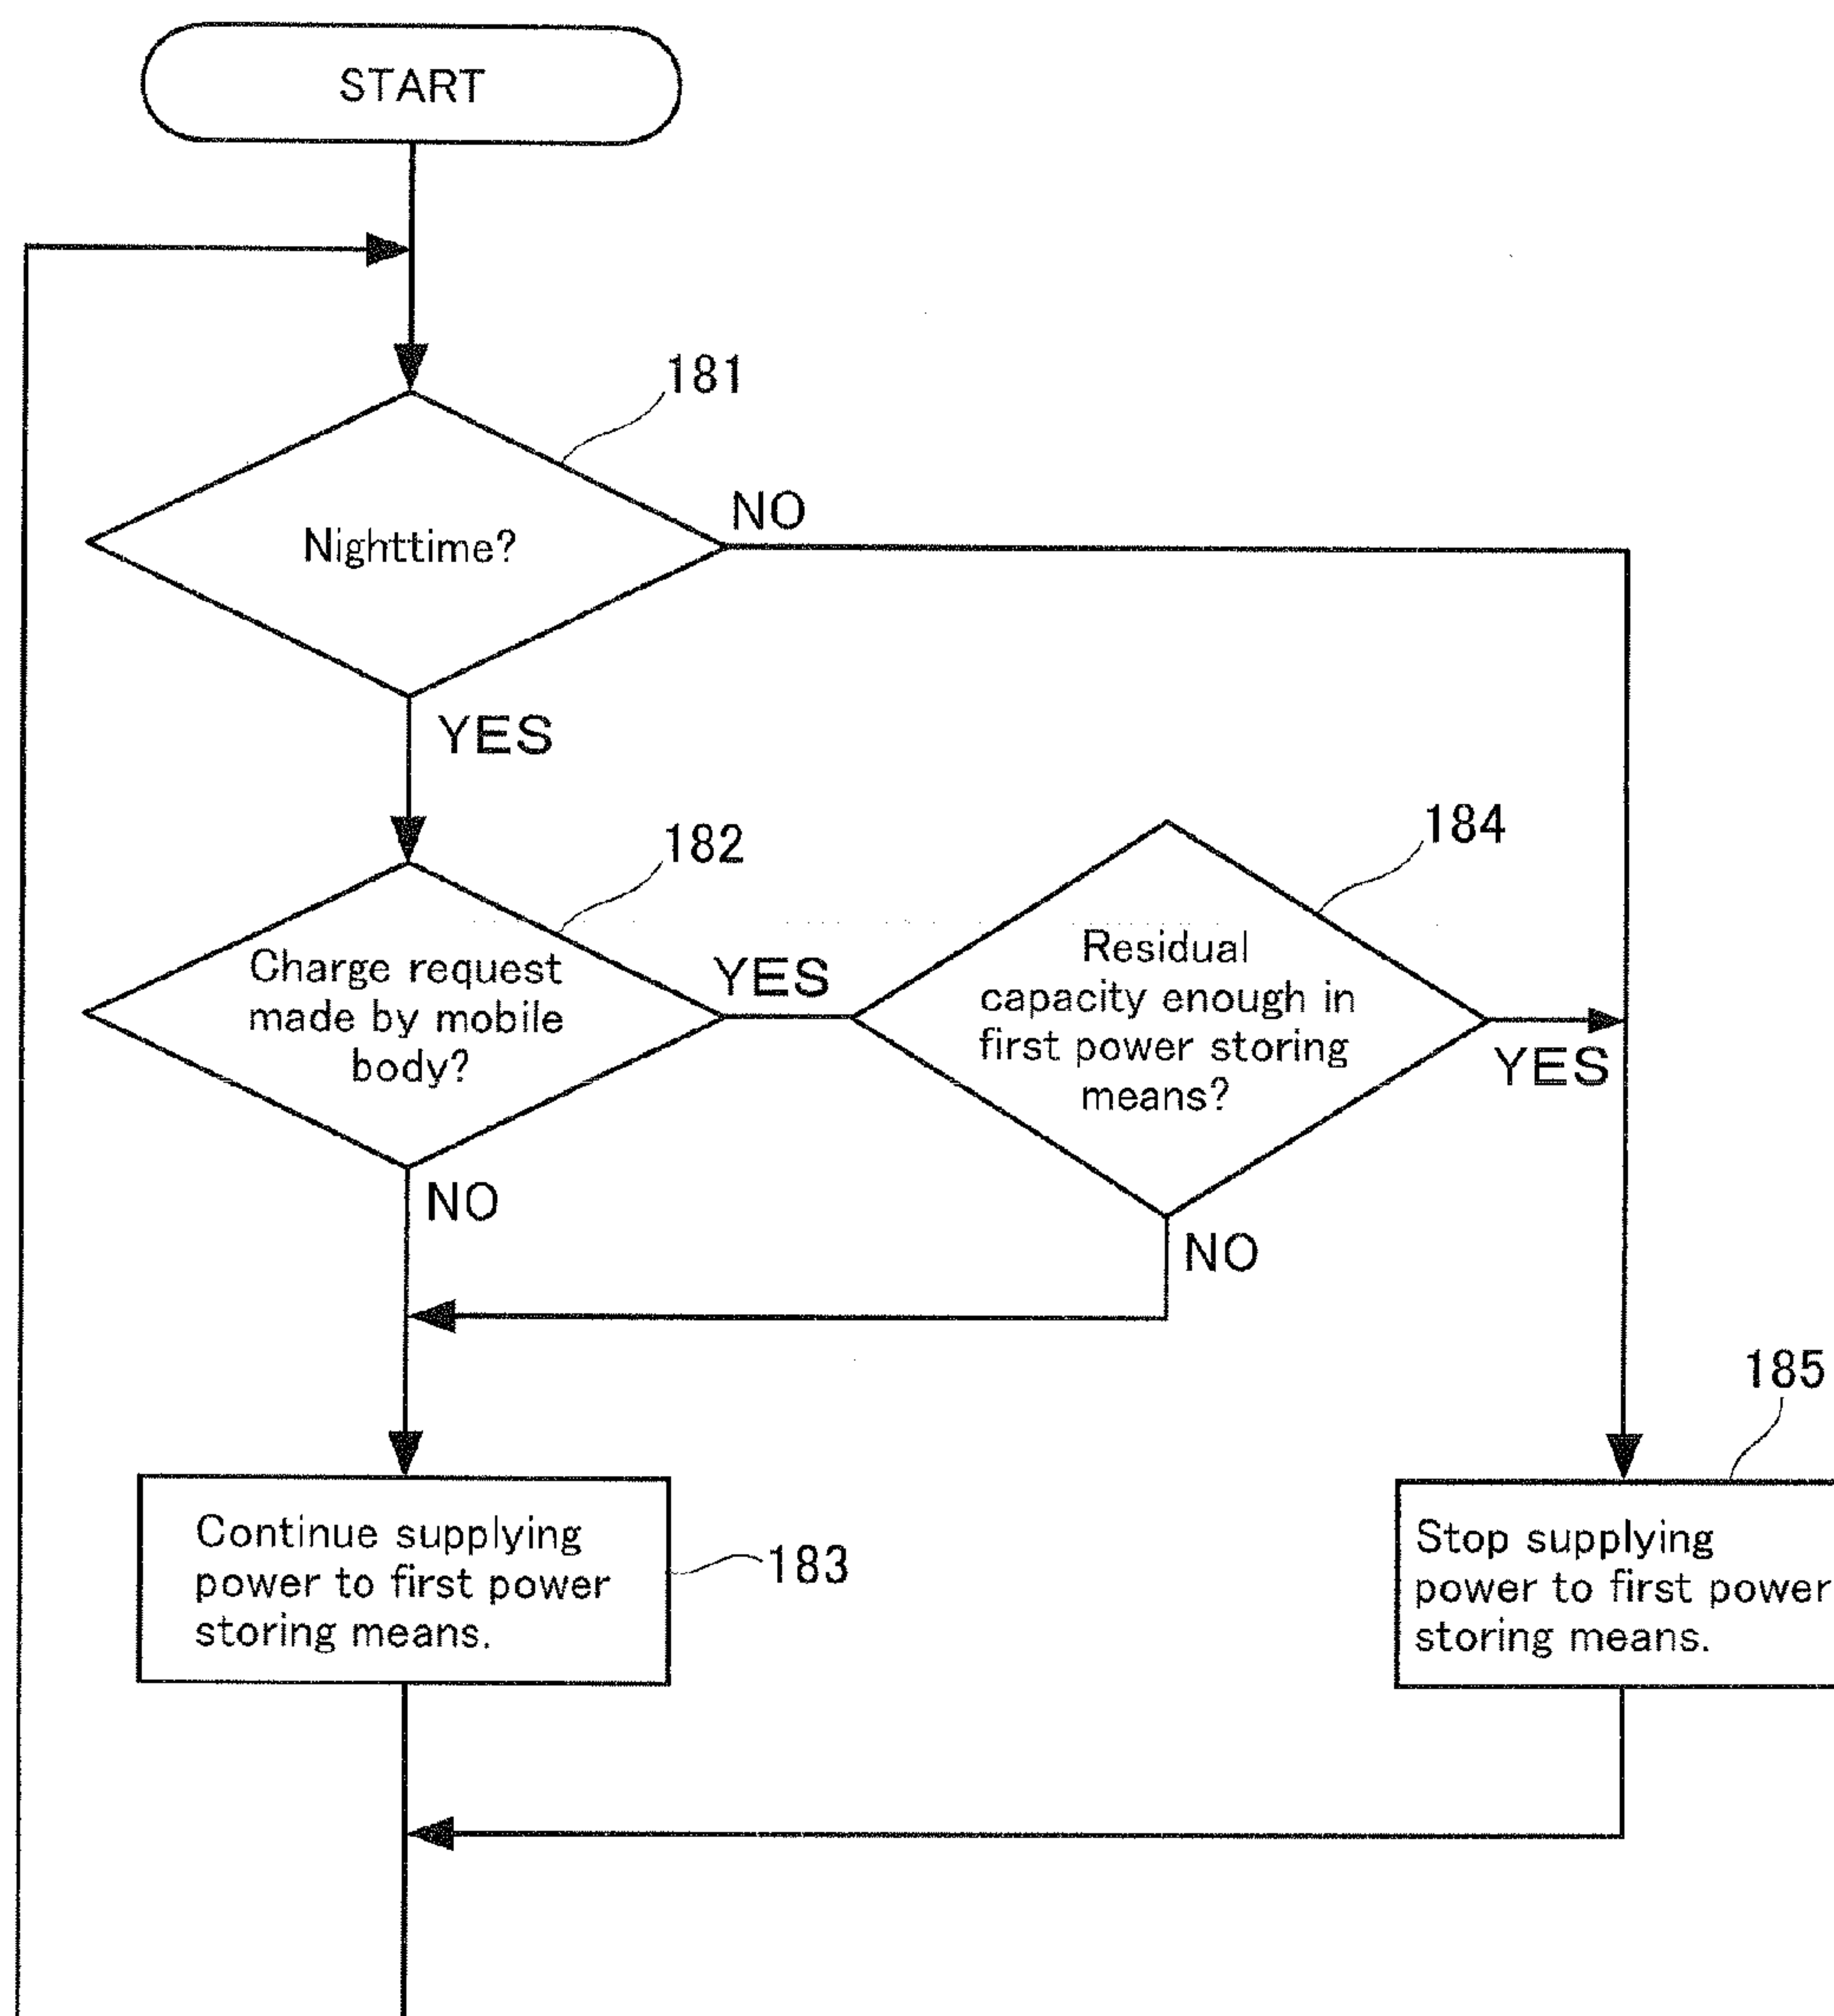 START
181
Nighttime?
NO
YES
182
184
Charge request
made by mobile
body?
YES
Residual
capacity enough in
first power storing
means?
YES
NO
NO
185
Continue supplying
power to first power
storing means.
183
Stop supplying
power to first power
storing means.